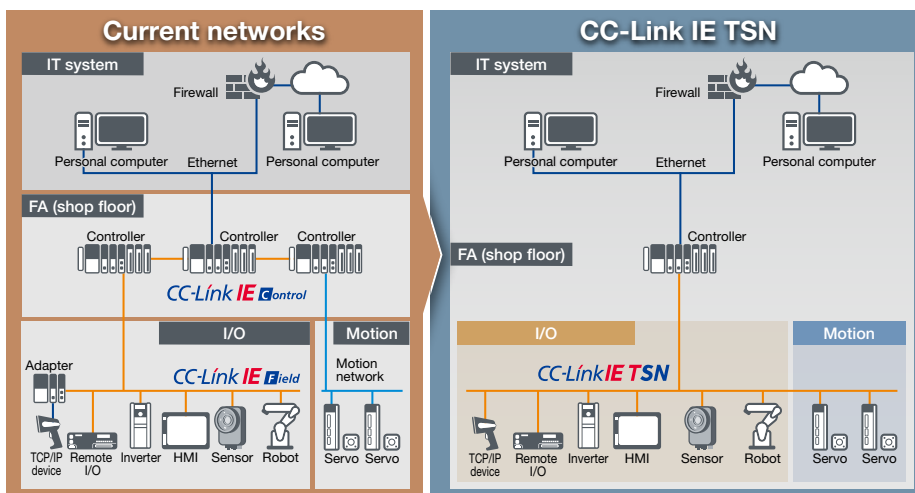 Current networks
IT system
Firewall
Personal computer
Ethernet
Personal computer
FA (shop floor)
Controller
Controller
Controller
CC-Link IE Control
I/O
Motion
Adapter
CC-Link IE Field
Motion
network
TCP/IP
device
Remote
I/O
Inverter
HMI
Sensor
Robot
Servo
Servo
CC-Link IE TSN
IT system
Firewall
Personal computer
Ethernet
Personal computer
Controller
FA (shop floor)
I/O
Motion
CC-Link IE TSN
TCP/IP
device
Remote
I/O
Inverter
HMI
Sensor
Robot
Servo
Servo